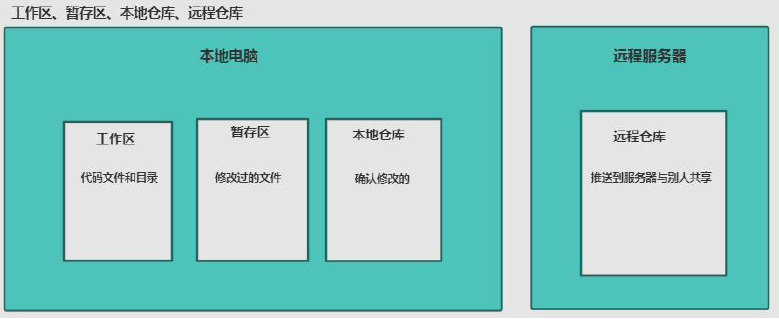 工作区、暂存区、本地仓库、远程仓库
本地电脑
远程服务器
工作区
暂存区
本地仓库
远程仓库
代码文件和目录
修改过的文件
确认修改的
推送到服务器与别人共享